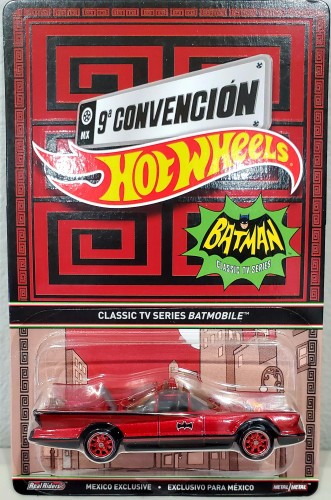 MX 9ª CONVENCIÓN
HOT WHEELS
BATMAN
CLASSIC TV SERIES
CLASSIC TV SERIES BATMOBILE™
Real Riders
MEXICO EXCLUSIVE • EXCLUSIVO PARA MÉXICO
METAL/METAL